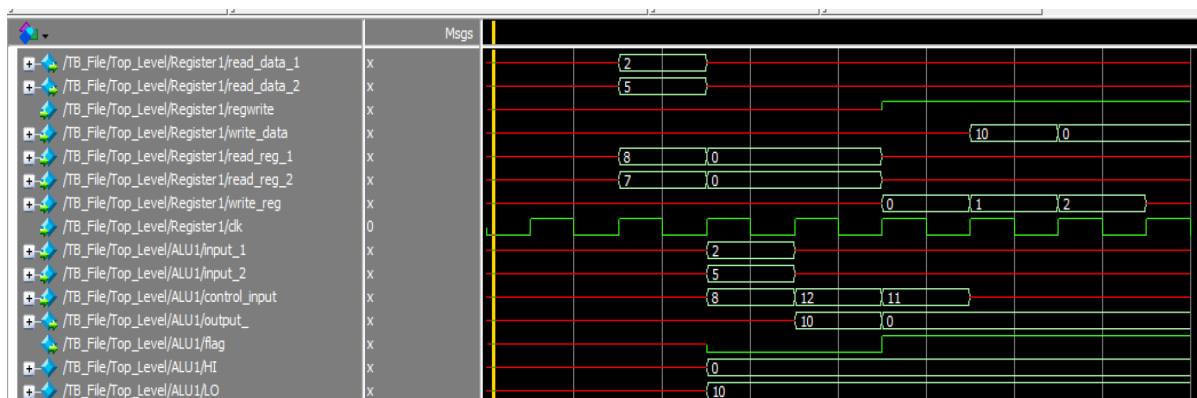 Msgs
/TB_File/Top_Level/Register1/read_data_1 x 2
/TB_File/Top_Level/Register1/read_data_2 x 5
/TB_File/Top_Level/Register1/regwrite x
/TB_File/Top_Level/Register1/write_data x 10 0
/TB_File/Top_Level/Register1/read_reg_1 x 8 0
/TB_File/Top_Level/Register1/read_reg_2 x 7 0
/TB_File/Top_Level/Register1/write_reg x 0 1 2
/TB_File/Top_Level/Register1/clk 0
/TB_File/Top_Level/ALU1/input_1 x 2
/TB_File/Top_Level/ALU1/input_2 x 5
/TB_File/Top_Level/ALU1/control_input x 8 12 11
/TB_File/Top_Level/ALU1/output_ x 10 0
/TB_File/Top_Level/ALU1/flag x
/TB_File/Top_Level/ALU1/HI x 0
/TB_File/Top_Level/ALU1/LO x 10